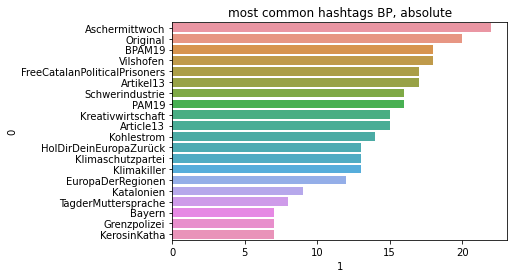 most common hashtags BP, absolute
Aschermittwoch
Original
BPAM19
Vilshofen
FreeCatalanPoliticalPrisoners
Artikel13
Schwerindustrie
PAM19
Kreativwirtschaft
Article13
Kohlestrom
HolDirDeinEuropaZurück
Klimaschutzpartei
Klimakiller
EuropaDerRegionen
Katalonien
TagderMuttersprache
Bayern
Grenzpolizei
KerosinKatha
0
0 5 10 15 20
1